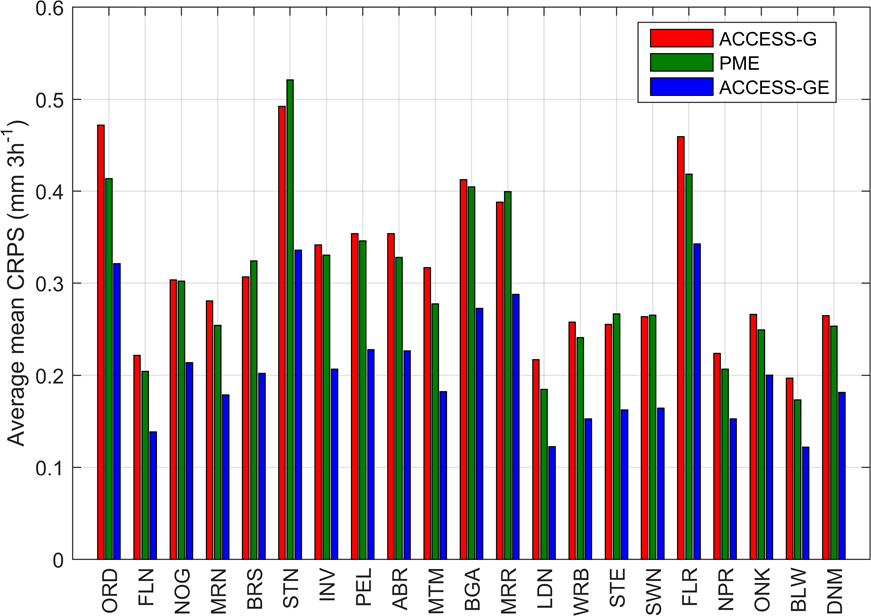 0.6
0.5
0.4
0.3
0.2
0.1
0
Average mean CRPS (mm 3h⁻¹)
ACCESS-G
PME
ACCESS-GE
ORD
FLN
NOG
MRN
BRS
STN
INV
PEL
ABR
MTM
BGA
MRR
LDN
WRB
STE
SWN
FLR
NPR
ONK
BLW
DNM